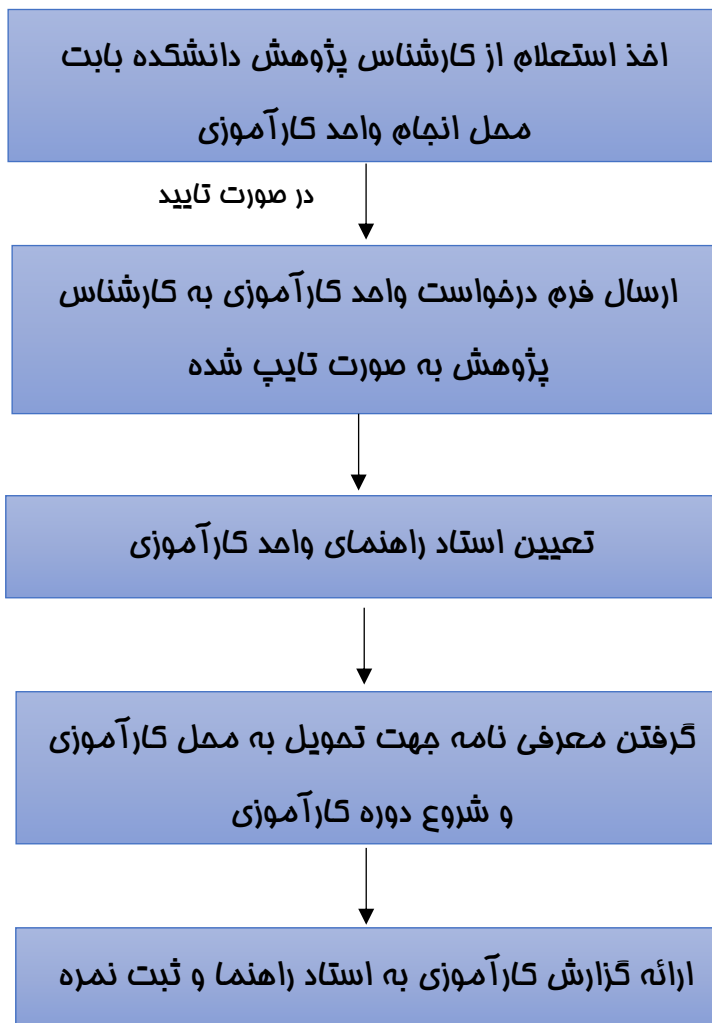 اخذ استعلام از کارشناس پژوهش دانشکده بابت
محل انجام واحد کارآموزی
در صورت تایید
ارسال فرم درخواست واحد کارآموزی به کارشناس
پژوهش به صورت تایپ شده
تعیین استاد راهنمای واحد کارآموزی
گرفتن معرفی نامه جهت تحویل به محل کارآموزی
و شروع دوره کارآموزی
ارائه گزارش کارآموزی به استاد راهنما و ثبت نمره